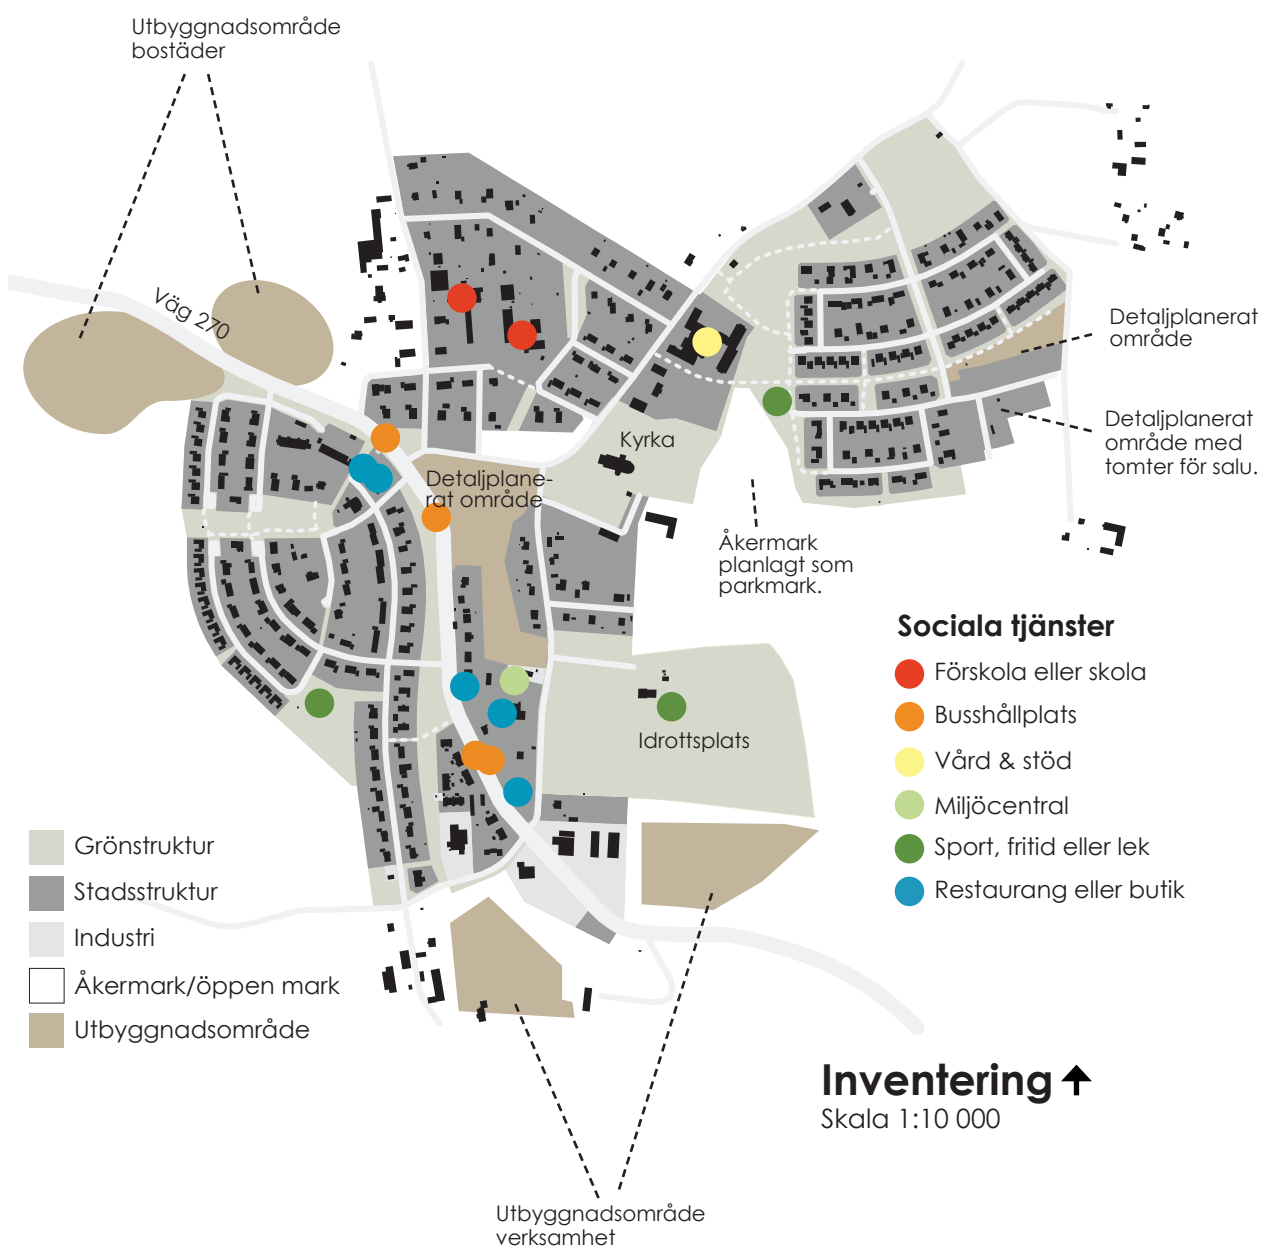 Utbyggnadsområde
bostäder
Väg 270
Detaljplanerat
område
Detaljplanerat
område med
tomter för salu.
Kyrka
Detaljplane-
rat område
Åkermark
planlagt som
parkmark.
Idrottsplats
Sociala tjänster
Förskola eller skola
Busshållplats
Vård & stöd
Miljöcentral
Sport, fritid eller lek
Restaurang eller butik
Grönstruktur
Stadsstruktur
Industri
Åkermark/öppen mark
Utbyggnadsområde
Inventering
Skala 1:10 000
Utbyggnadsområde
verksamhet